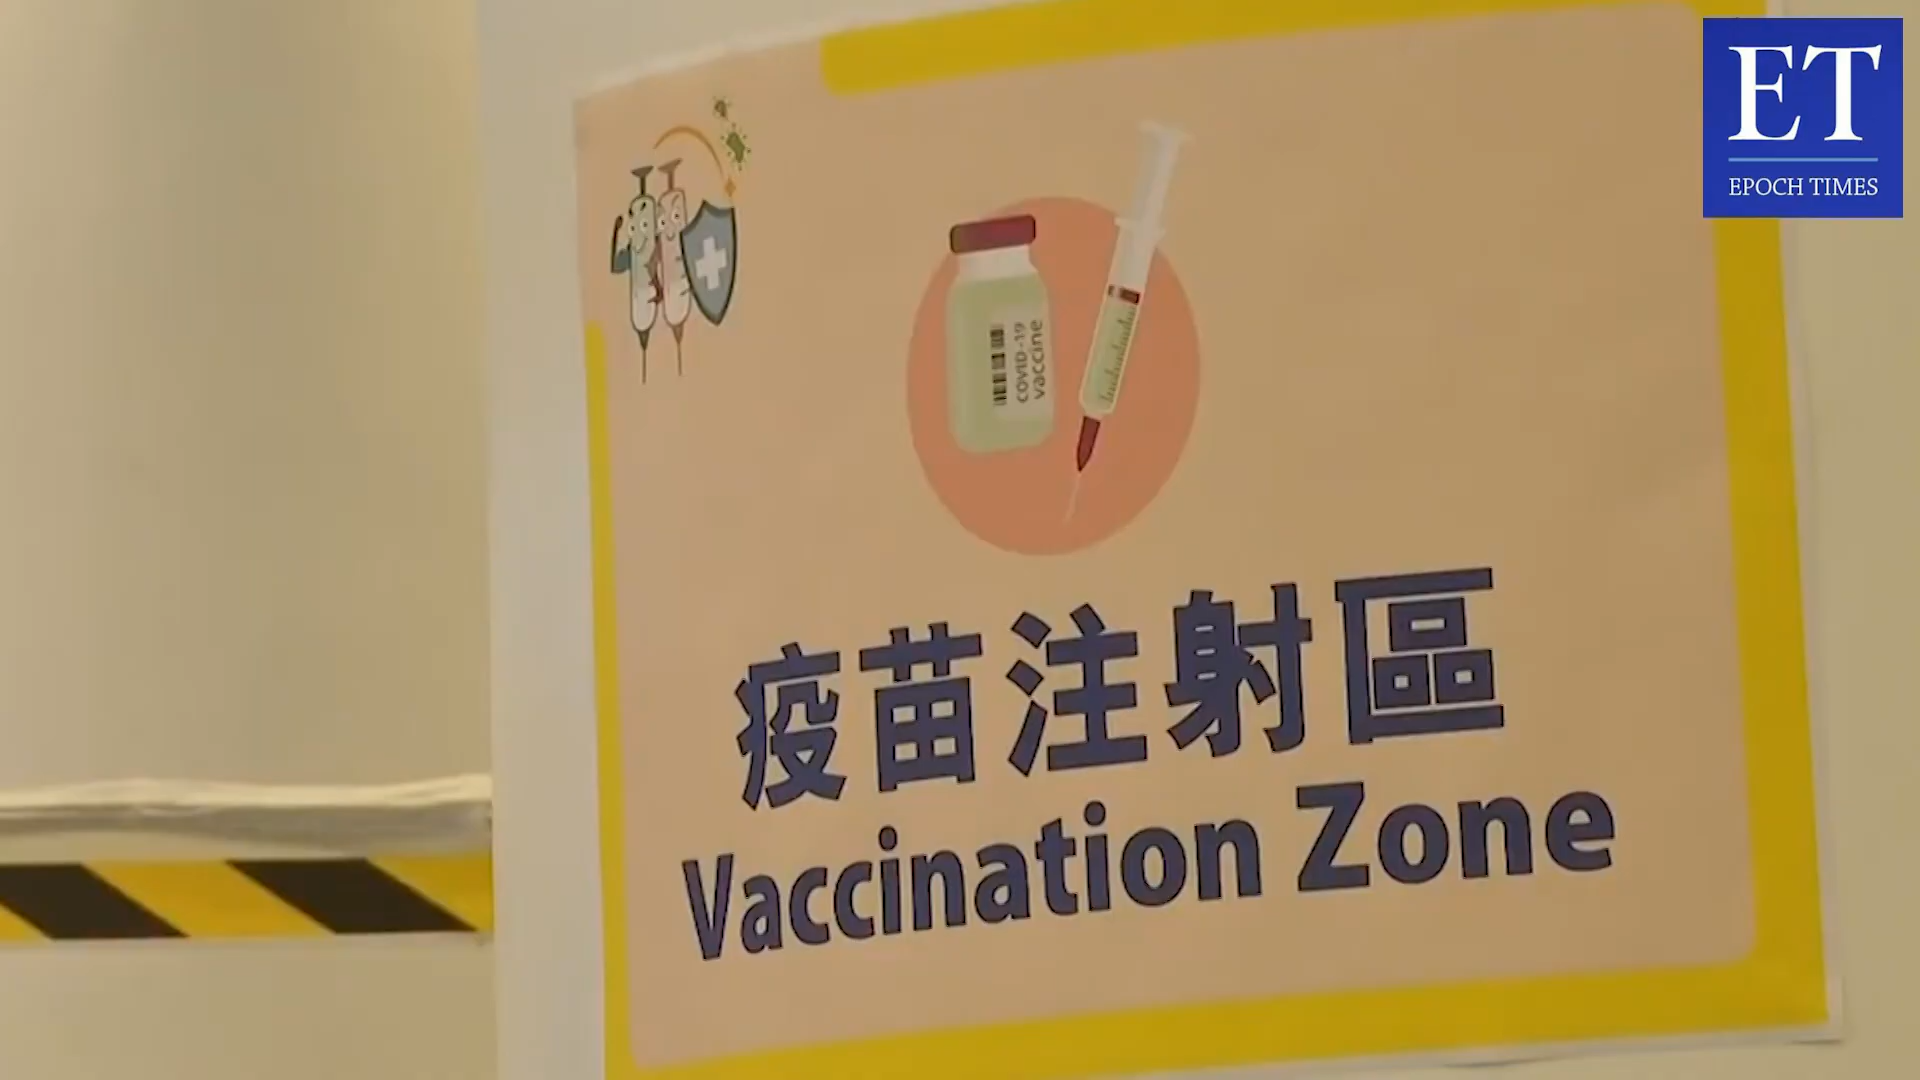 ET
EPOCH TIMES
COVID-19
vaccine
疫苗注射區
Vaccination Zone